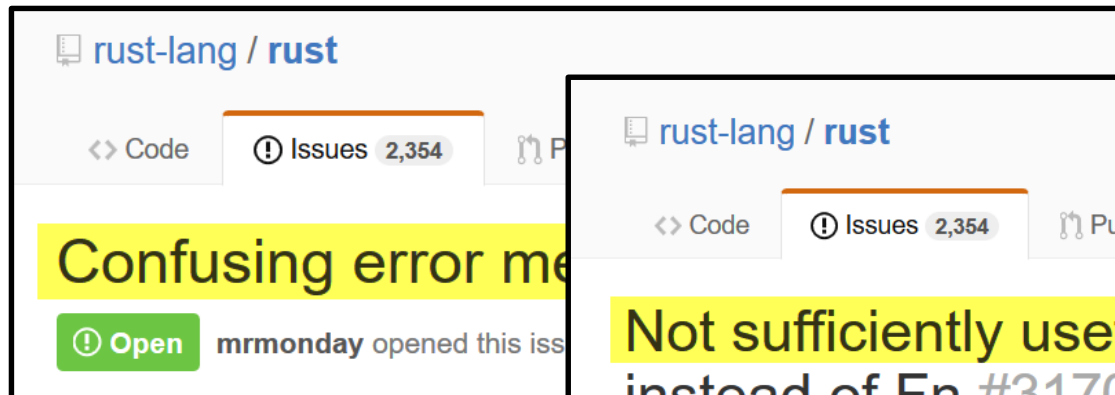 rust-lang / rust
Code Issues 2,354
Confusing error
Open mrmonday opened this
rust-lang / rust
Code Issues 2,354
Not sufficiently
instead of Fn